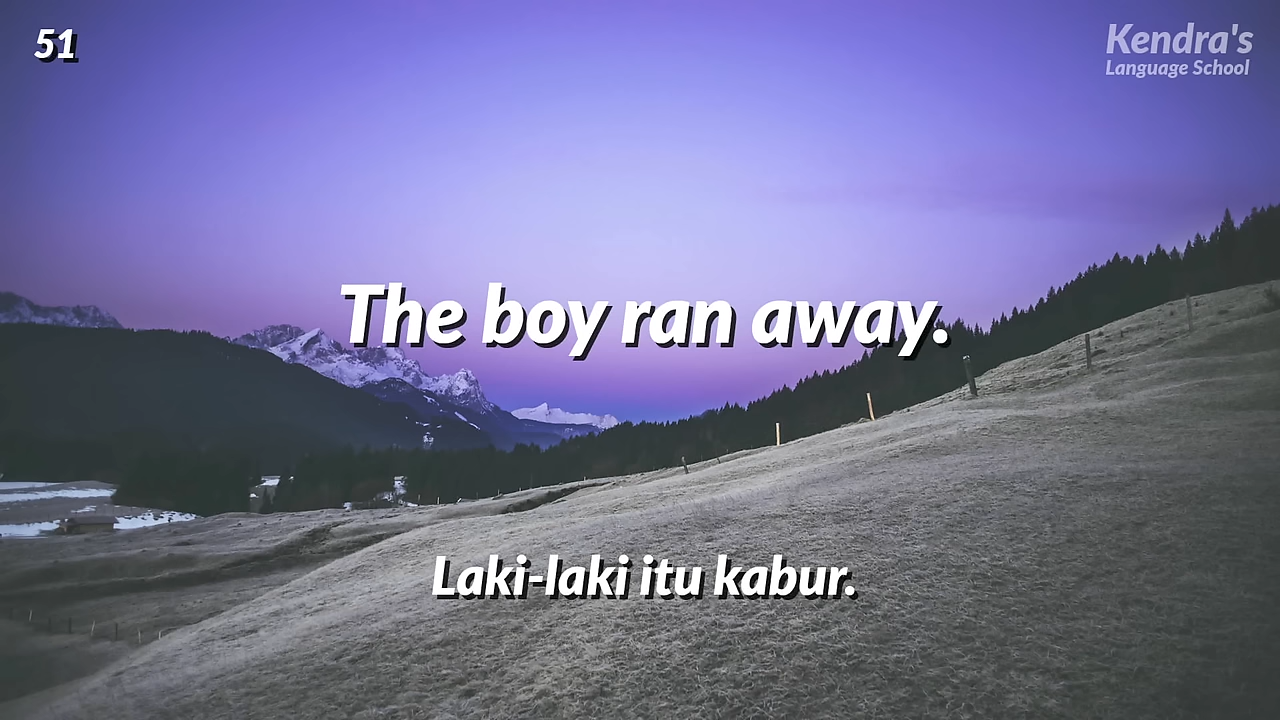 51
Kendra's
Language School
The boy ran away.
Laki-laki itu kabur.